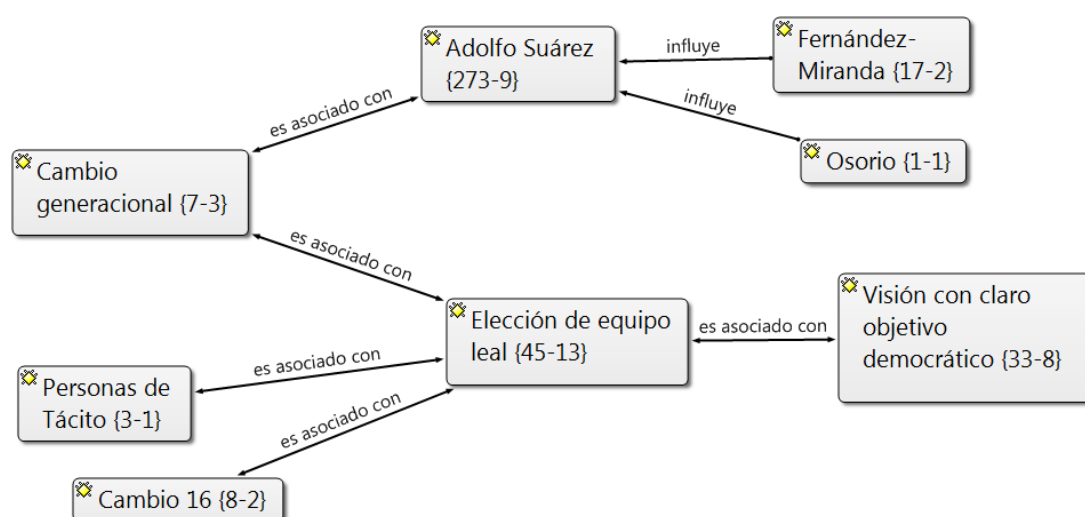 Adolfo Suárez
{273-9}
influye
Fernández-
Miranda {17-2}
influye
Osorio {1-1}
es asociado con
Cambio
generacional {7-3}
es asociado con
Elección de equipo
leal {45-13}
es asociado con
Visión con claro
objetivo
democrático {33-8}
es asociado con
Personas de
Tácito {3-1}
es asociado con
Cambio 16 {8-2}